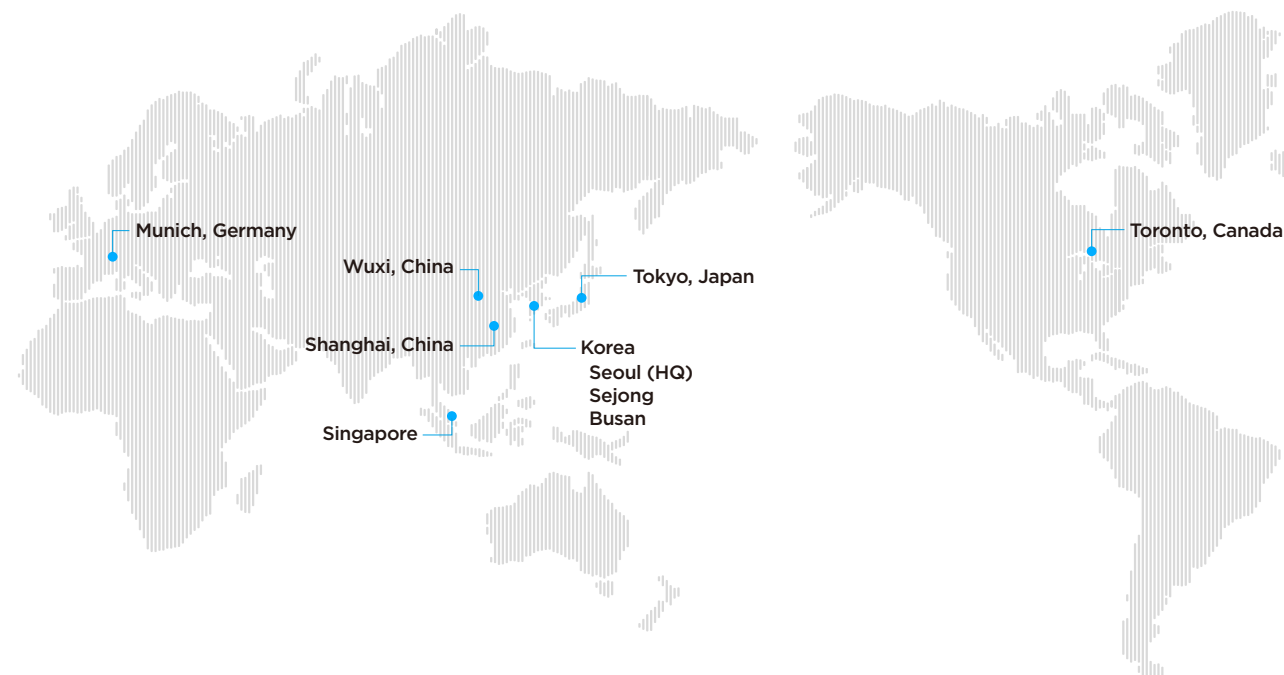 Munich, Germany
Toronto, Canada
Wuxi, China
Tokyo, Japan
Shanghai, China
Korea
Seoul (HQ)
Sejong
Busan
Singapore